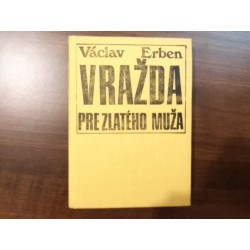 Václav Erben
VRAŽDA
PRE ZLATÉHO MUŽA